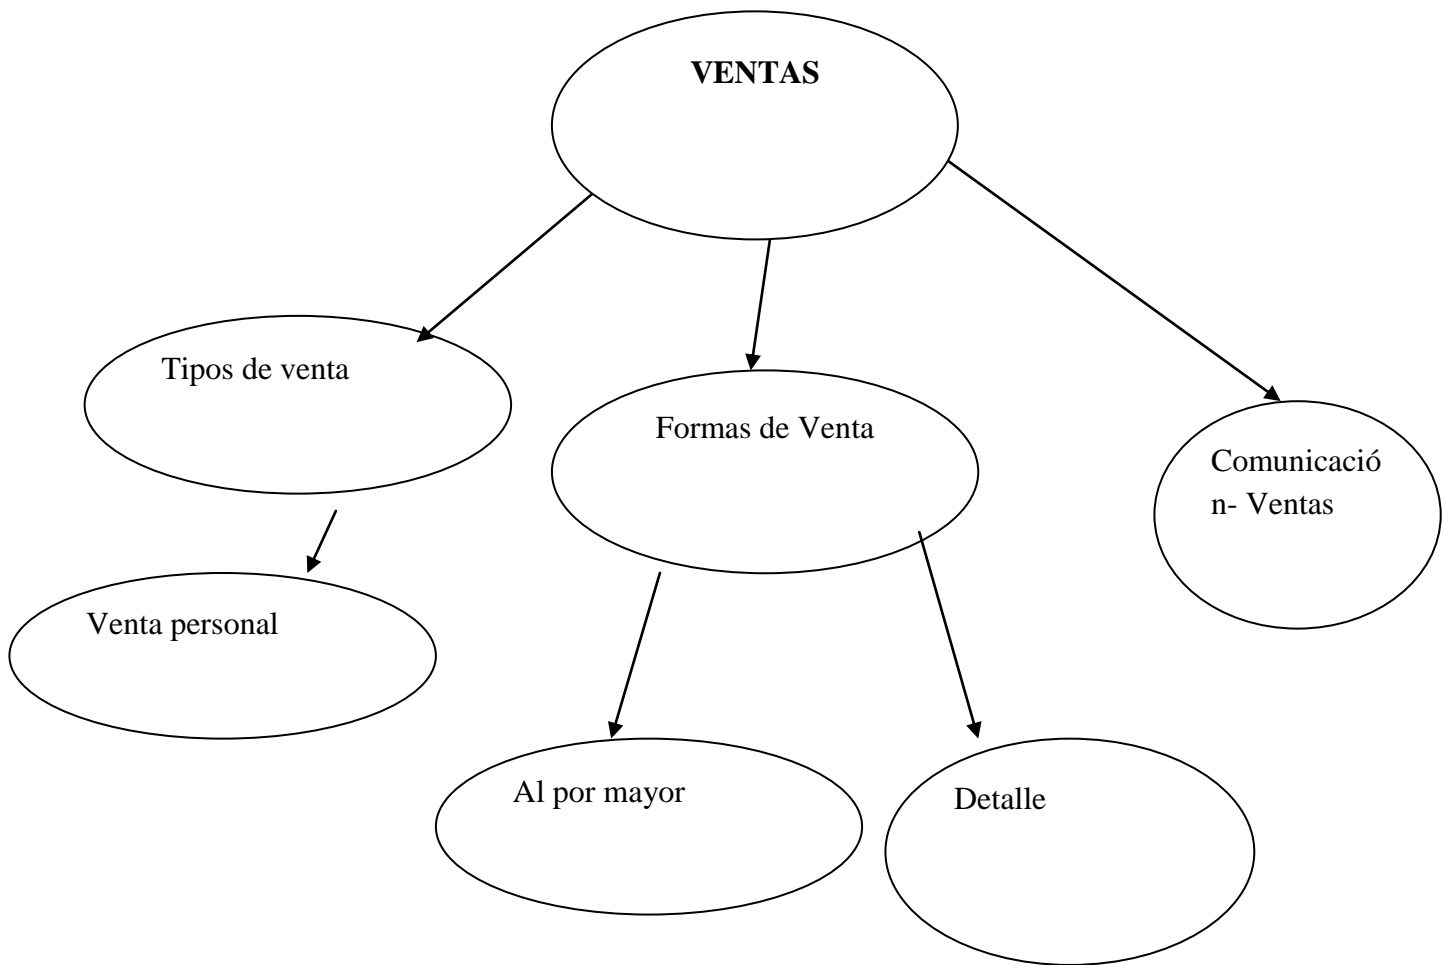 VENTAS
Tipos de venta
Formas de Venta
Comunicació
n- Ventas
Venta personal
Al por mayor
Detalle